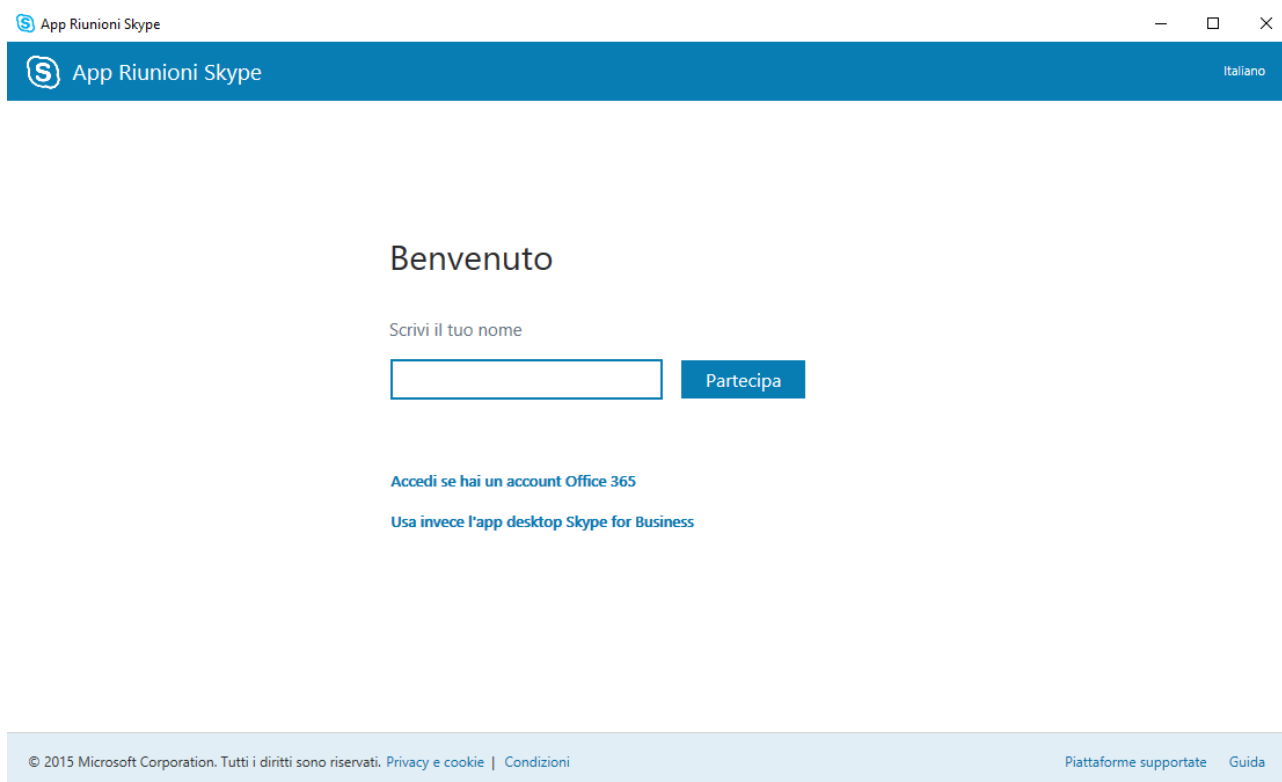 App Riunioni Skype
App Riunioni Skype
Italiano
Benvenuto
Scrivi il tuo nome
Partecipa
Accedi se hai un account Office 365
Usa invece l'app desktop Skype for Business
© 2015 Microsoft Corporation. Tutti i diritti sono riservati. Privacy e cookie | Condizioni
Piattaforme supportate Guida